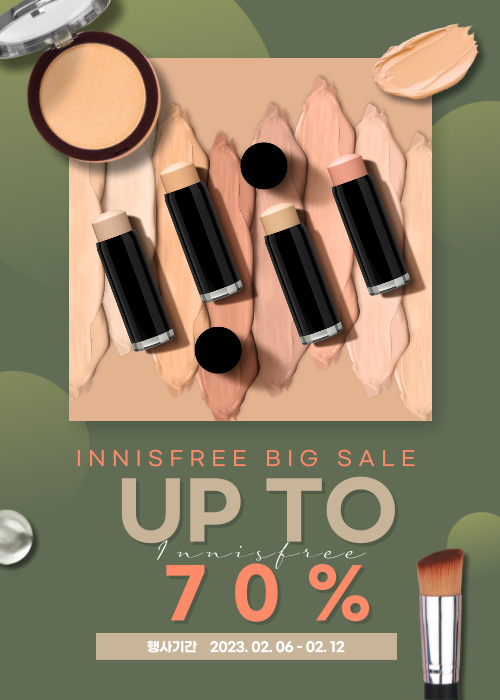 INNISFREE BIG SALE
UP TO
Innisfree
70%
행사기간 2023. 02. 06 - 02. 12